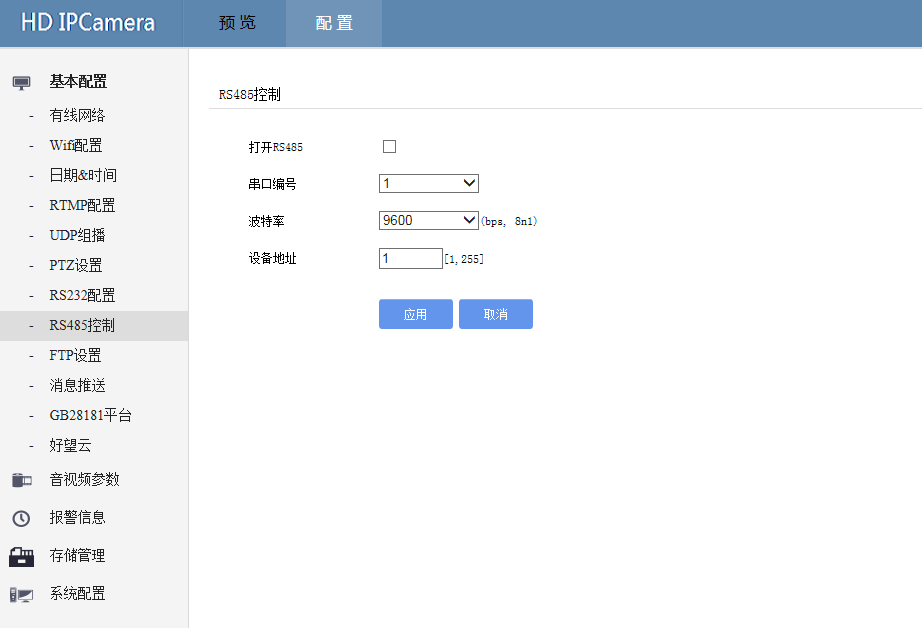 HD IPCamera
预 览
配 置
基本配置
- 有线网络
- Wifi配置
- 日期&时间
- RTMP配置
- UDP组播
- PTZ设置
- RS232配置
- RS485控制
- FTP设置
- 消息推送
- GB28181平台
- 好望云
音视频参数
报警信息
存储管理
系统配置
RS485控制
打开RS485
串口编号 1
波特率 9600 (bps, 8n1)
设备地址 1 [1,255]
应用 取消